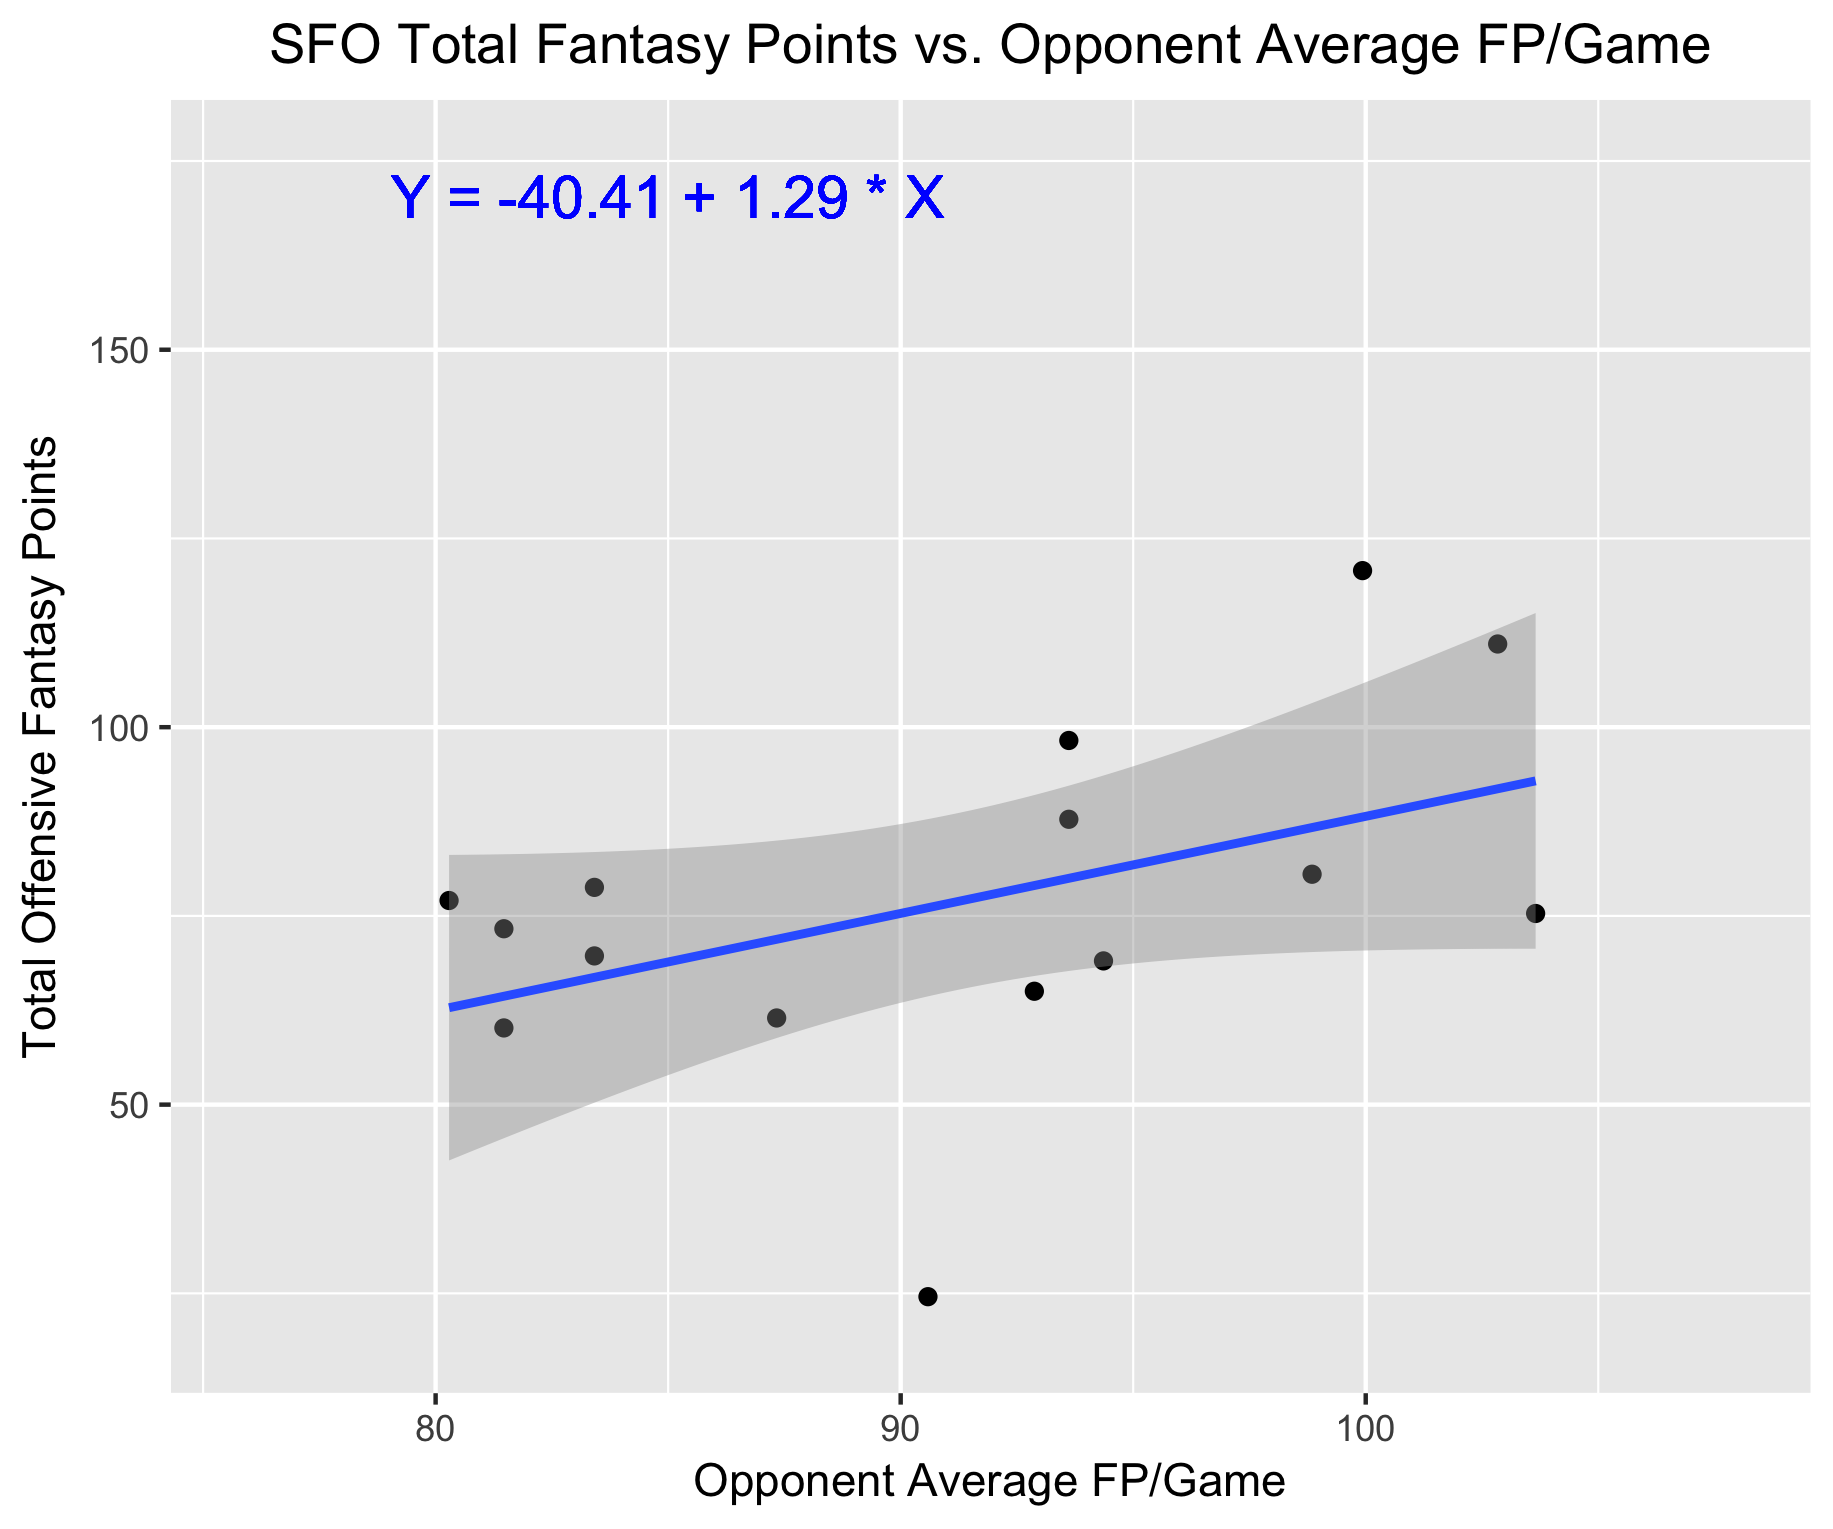 SFO Total Fantasy Points vs. Opponent Average FP/Game
Y = -40.41 + 1.29 * X
Total Offensive Fantasy Points
150
100
50
80
90
100
Opponent Average FP/Game